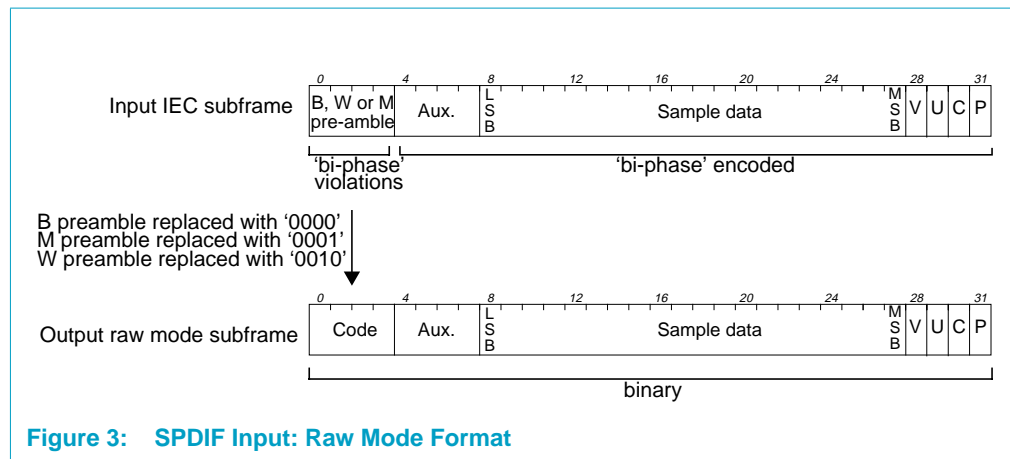 0 4 8 12 16 20 24 28 31
Input IEC subframe
B, W or M
pre-amble
Aux.
L
S
B
Sample data
M
S
B
V U C P
‘bi-phase’
violations
‘bi-phase’ encoded
B preamble replaced with ‘0000’
M preamble replaced with ‘0001’
W preamble replaced with ‘0010’
0 4 8 12 16 20 24 28 31
Output raw mode subframe
Code
Aux.
L
S
B
Sample data
M
S
B
V U C P
binary
Figure 3: SPDIF Input: Raw Mode Format